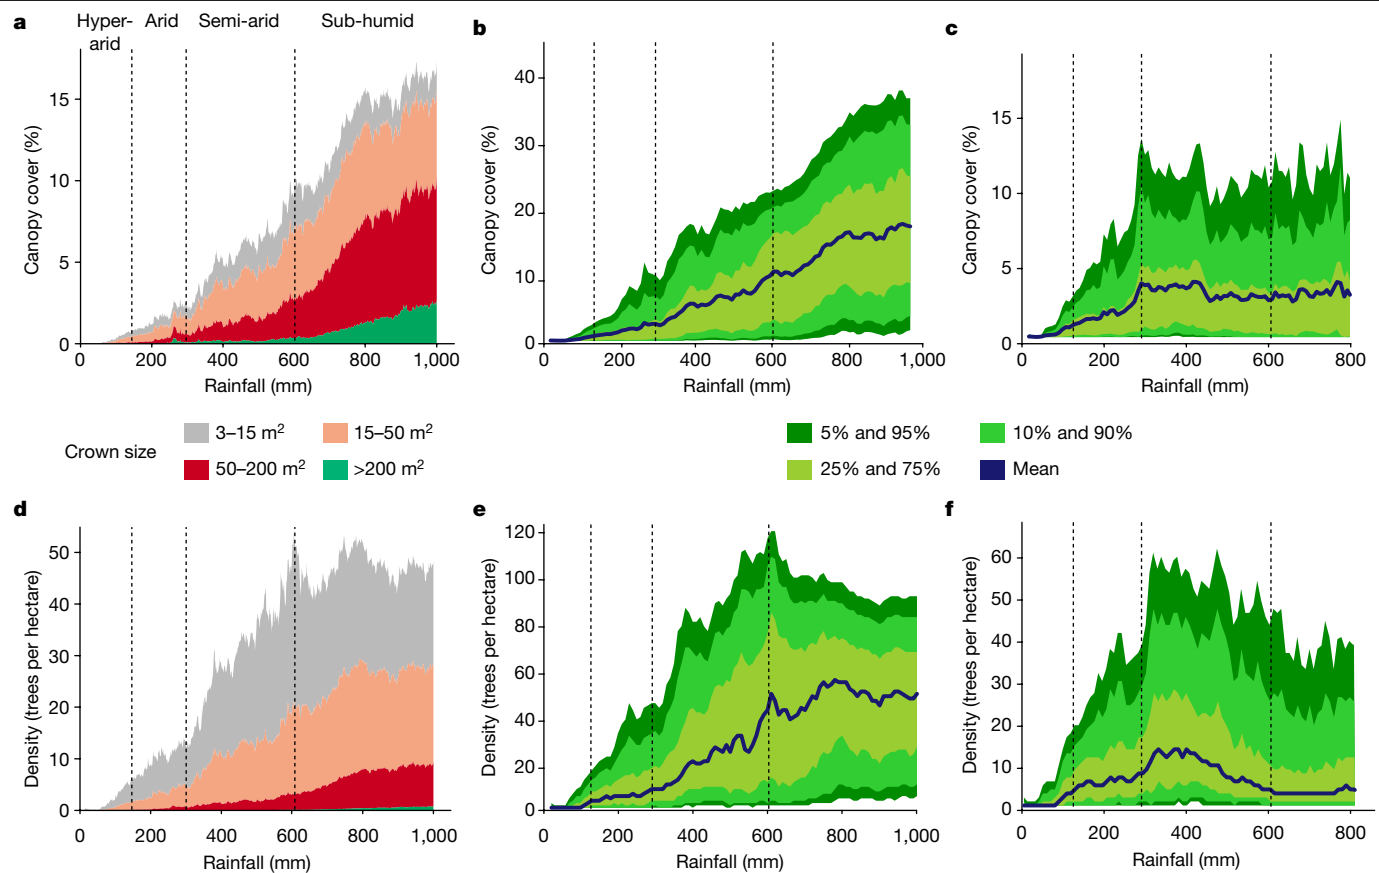 a
Hyper-
arid
Arid
Semi-arid
Sub-humid
Canopy cover (%)
15
10
5
0
0 200 400 600 800 1,000
Rainfall (mm)
b
Canopy cover (%)
40
30
20
10
0
0 200 400 600 800 1,000
Rainfall (mm)
c
Canopy cover (%)
15
10
5
0
0 200 400 600 800
Rainfall (mm)
Crown size
3–15 m²
15–50 m²
50–200 m²
>200 m²
5% and 95%
10% and 90%
25% and 75%
Mean
d
Density (trees per hectare)
50
40
30
20
10
0
0 200 400 600 800 1,000
Rainfall (mm)
e
Density (trees per hectare)
120
100
80
60
40
20
0
0 200 400 600 800 1,000
Rainfall (mm)
f
Density (trees per hectare)
60
50
40
30
20
10
0
0 200 400 600 800
Rainfall (mm)